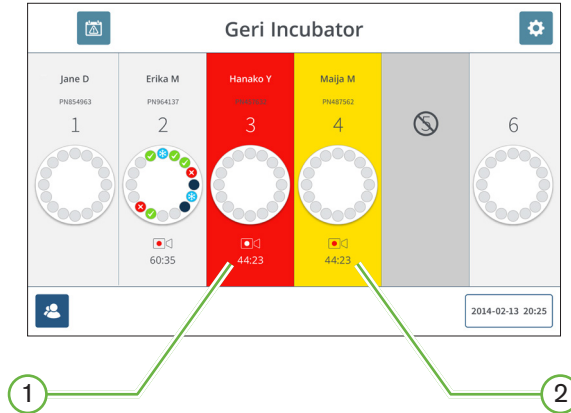 Geri Incubator
Jane D
PN854963
1
Erika M
PN964137
2
60:35
Hanako Y
3
44:23
Maija M
PN487562
4
44:23
5
6
2014-02-13 20:25
1
2